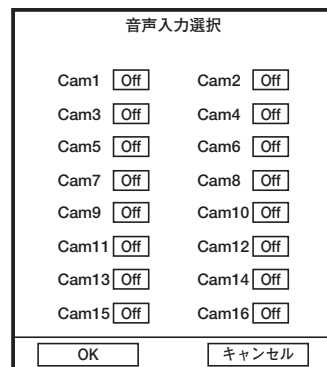 音声入力選択
Cam1 Off Cam2 Off
Cam3 Off Cam4 Off
Cam5 Off Cam6 Off
Cam7 Off Cam8 Off
Cam9 Off Cam10 Off
Cam11 Off Cam12 Off
Cam13 Off Cam14 Off
Cam15 Off Cam16 Off
OK キャンセル